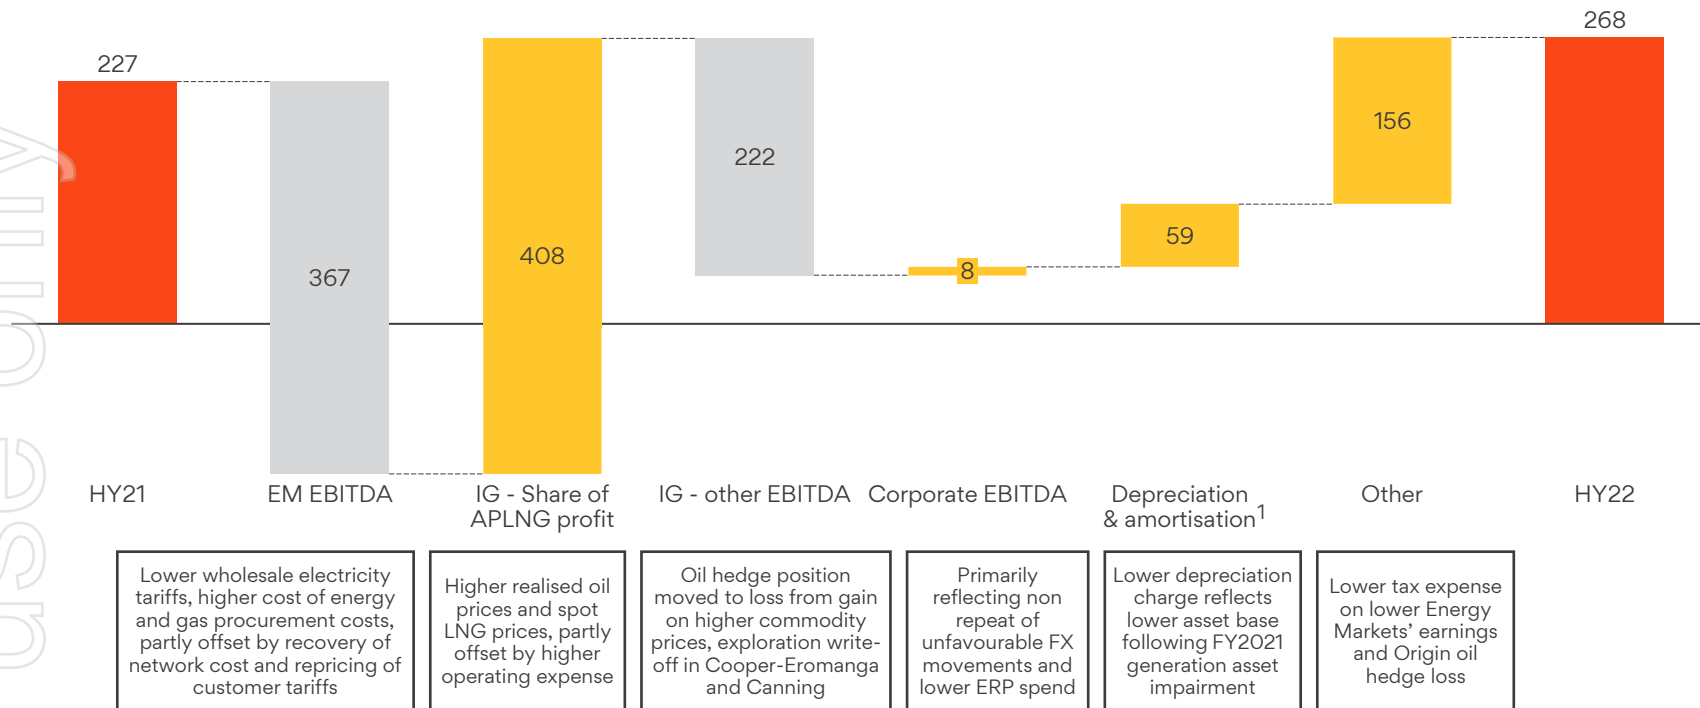 227
367
408
222
8
59
156
268
HY21
EM EBITDA
IG - Share of
APLNG profit
IG - other EBITDA
Corporate EBITDA
Depreciation
& amortisation1
Other
HY22
Lower wholesale electricity
tariffs, higher cost of energy
and gas procurement costs,
partly offset by recovery of
network cost and repricing of
customer tariffs
Higher realised oil
prices and spot
LNG prices, partly
offset by higher
operating expense
Oil hedge position
moved to loss from gain
on higher commodity
prices, exploration write-
off in Cooper-Eromanga
and Canning
Primarily
reflecting non
repeat of
unfavourable FX
movements and
lower ERP spend
Lower depreciation
charge reflects
lower asset base
following FY2021
generation asset
impairment
Lower tax expense
on lower Energy
Markets’ earnings
and Origin oil
hedge loss
use only